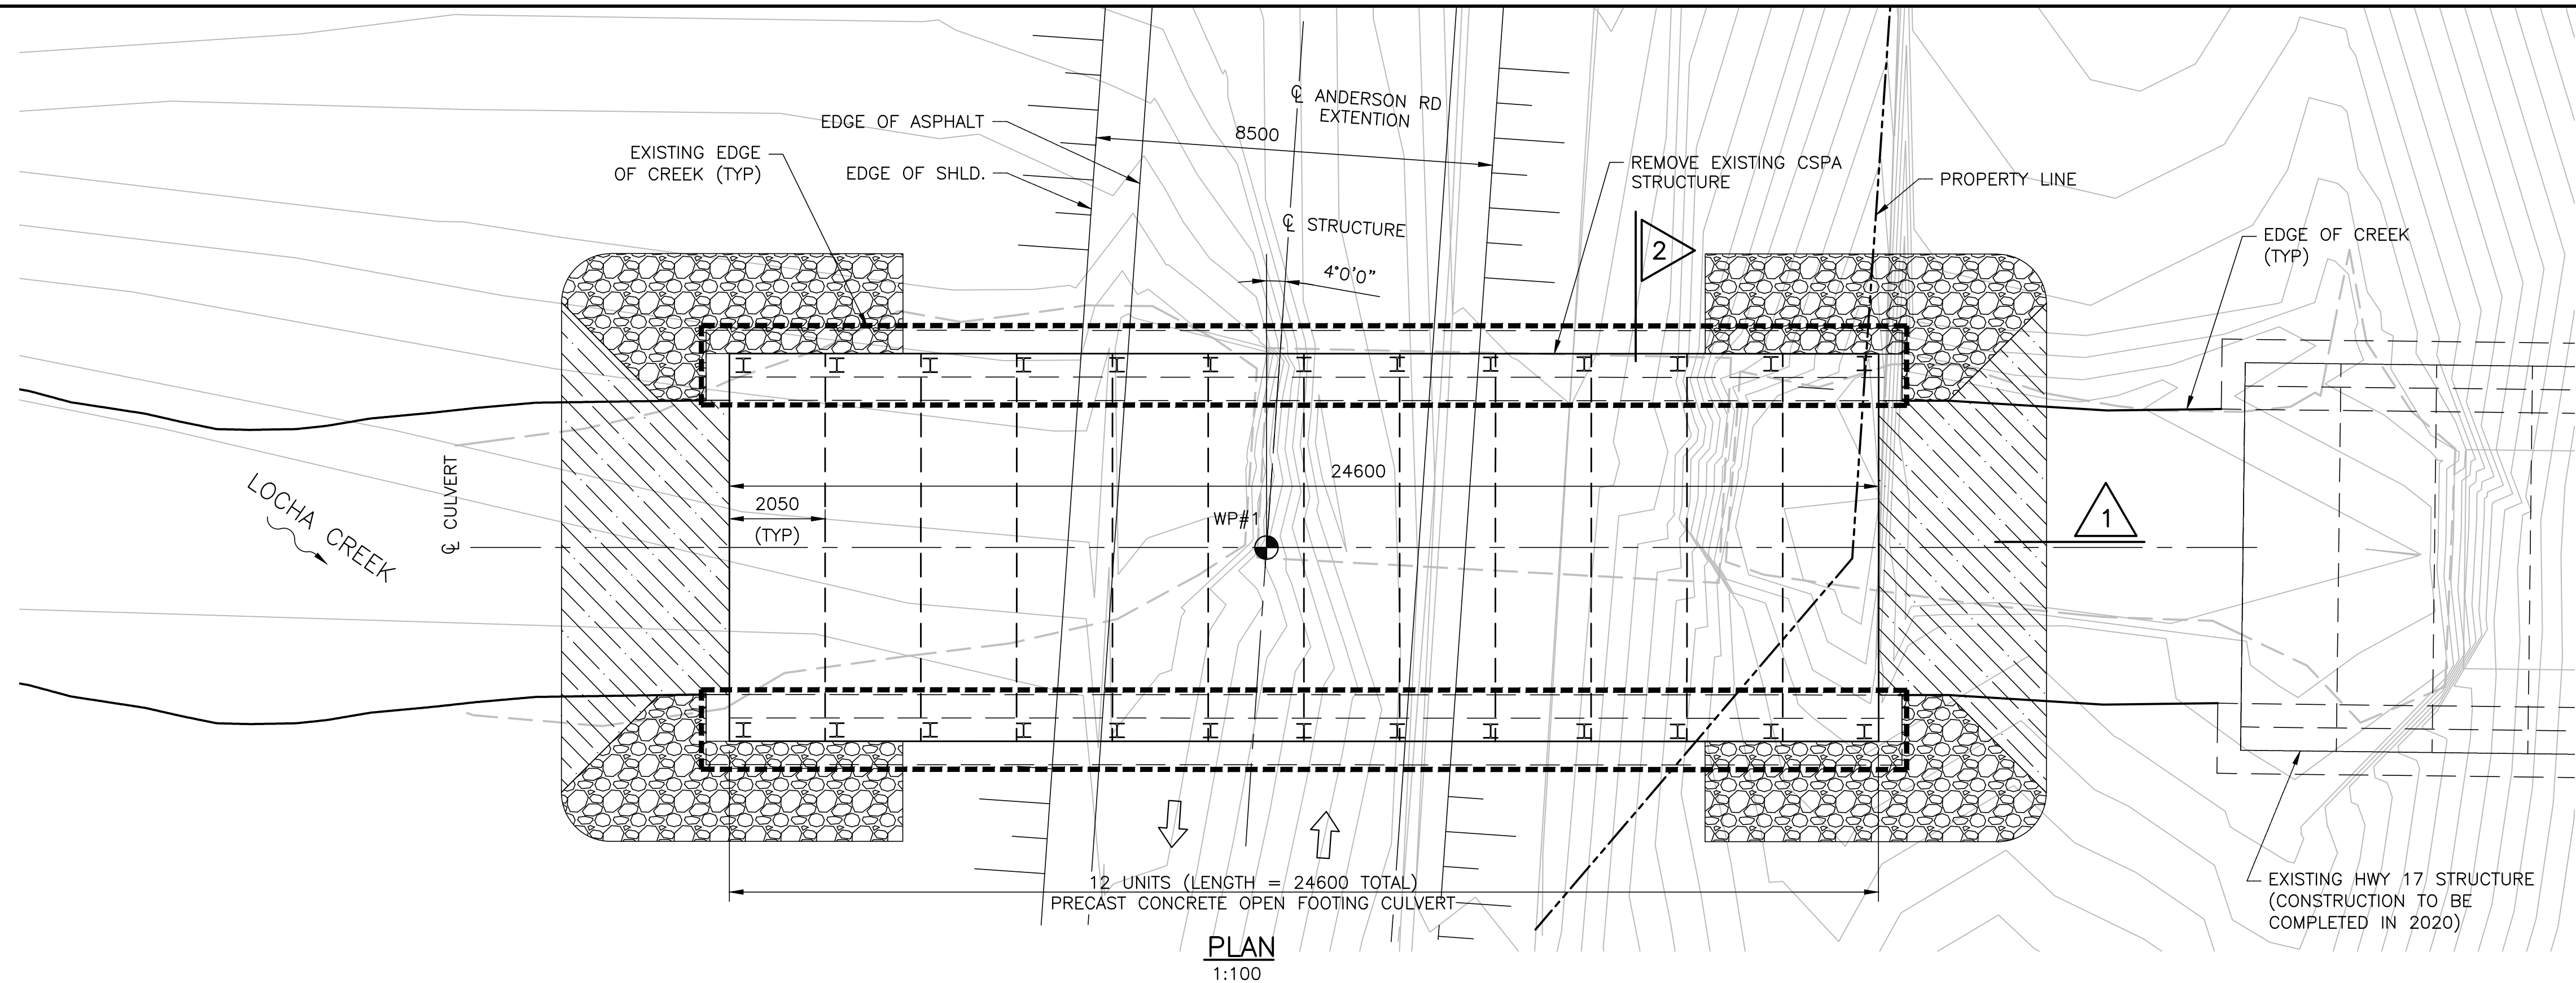 ℄ ANDERSON RD
EXTENTION
8500
EDGE OF ASPHALT
EXISTING EDGE
OF CREEK (TYP)
EDGE OF SHLD.
REMOVE EXISTING CSPA
STRUCTURE
PROPERTY LINE
℄ STRUCTURE
4°0'0"
2
EDGE OF CREEK
(TYP)
LOCHA CREEK
℄ CULVERT
24600
2050
(TYP)
WP#1
1
12 UNITS (LENGTH = 24600 TOTAL)
PRECAST CONCRETE OPEN FOOTING CULVERT
EXISTING HWY 17 STRUCTURE
(CONSTRUCTION TO BE
COMPLETED IN 2020)
PLAN
1:100